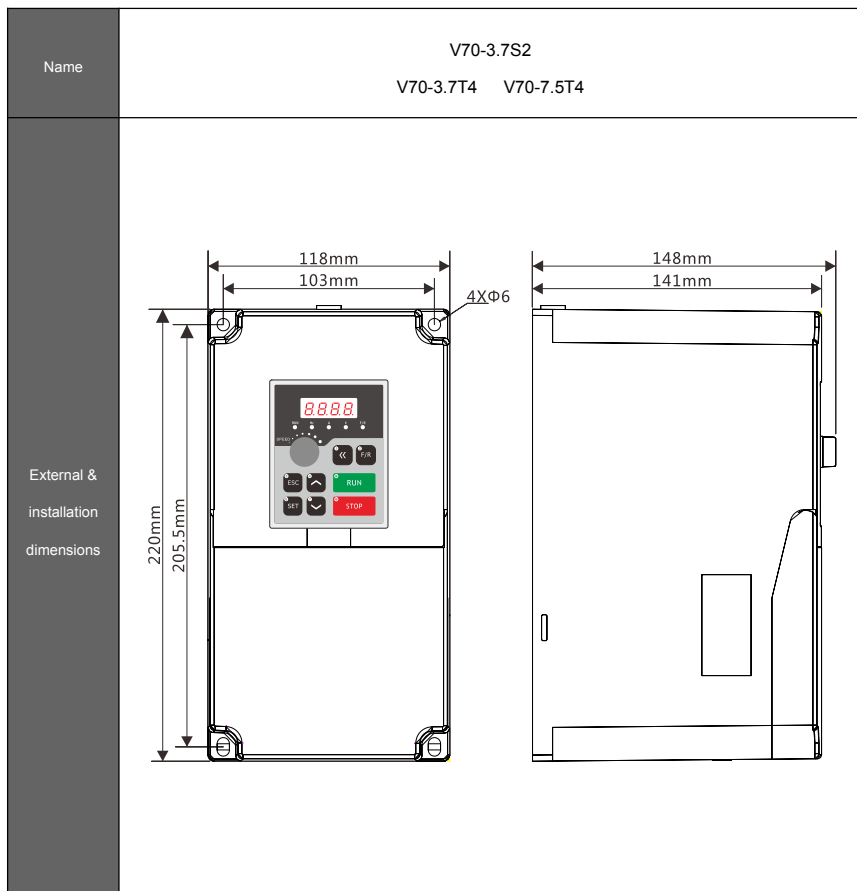 Name
V70-3.7S2
V70-3.7T4 V70-7.5T4
External &
installation
dimensions
118mm
103mm
4XΦ6
148mm
141mm
220mm
205.5mm
8.8.8.8.
SPEED
F/R
ESC
RUN
SET
STOP